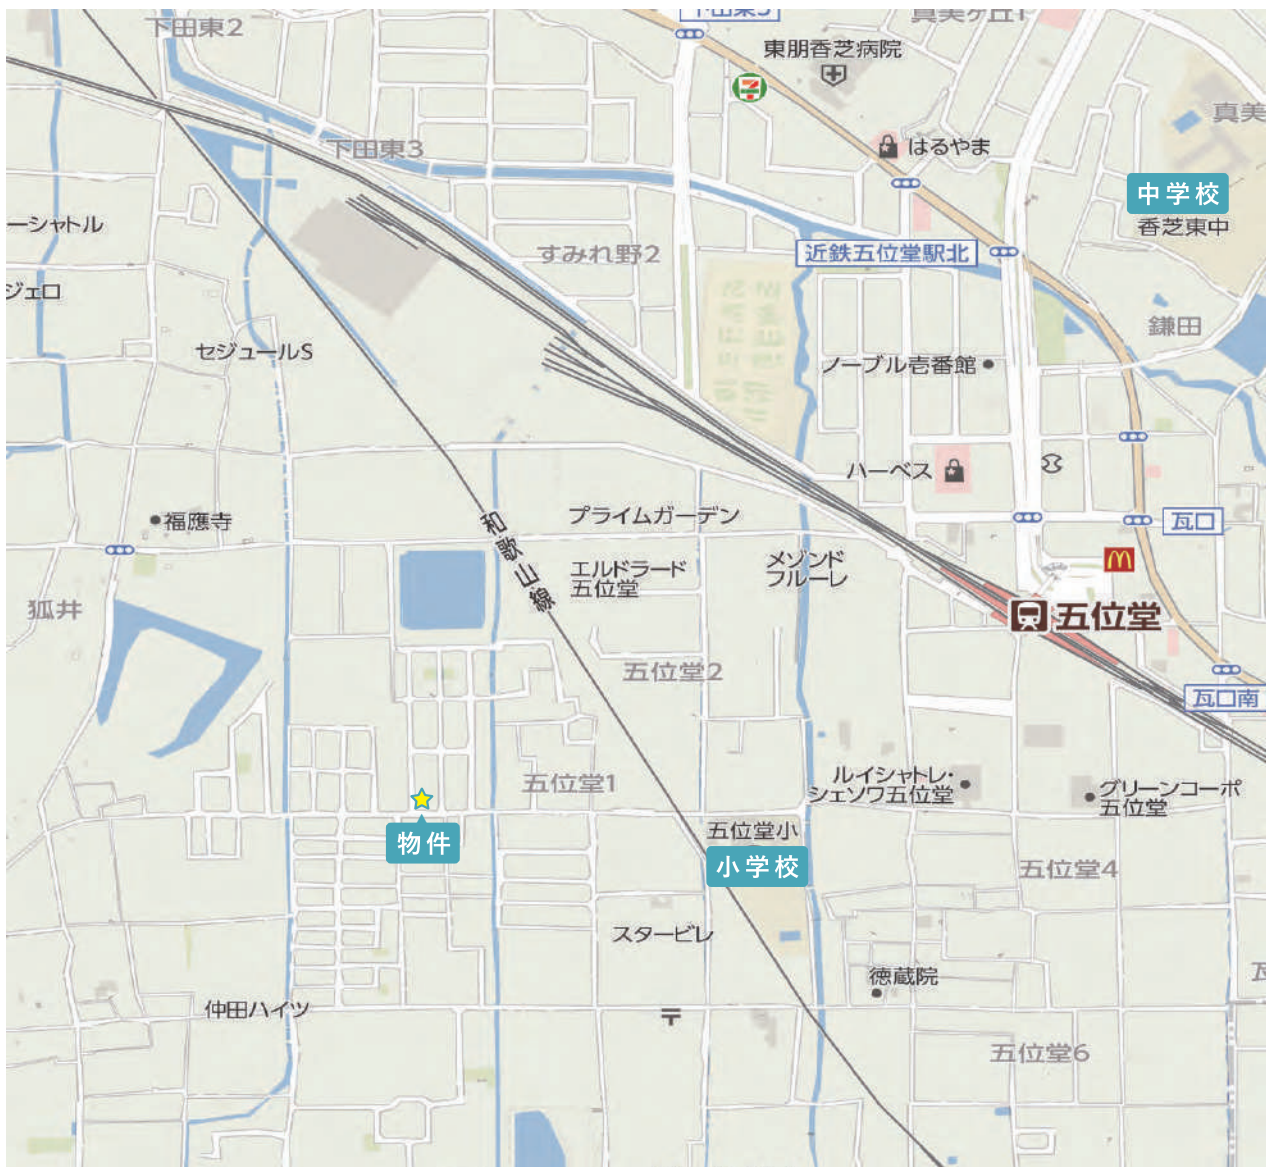 下田東2
真美ヶ丘1
東朋香芝病院
真美
下田東3
はるやま
中学校
香芝東中
ーシャトル
すみれ野2
近鉄五位堂駅北
ジェロ
鎌田
セジュールS
ノーブル壱番館
ハーベス
福應寺
和歌山線
プライムガーデン
瓦口
エルドラード
五位堂
メゾンド
フルーレ
狐井
五位堂
五位堂2
瓦口南
五位堂1
ルイシャトレ・
シェソワ五位堂
グリーンコーポ
五位堂
物件
五位堂小
小学校
五位堂4
スタービレ
徳蔵院
仲田ハイツ
五位堂6